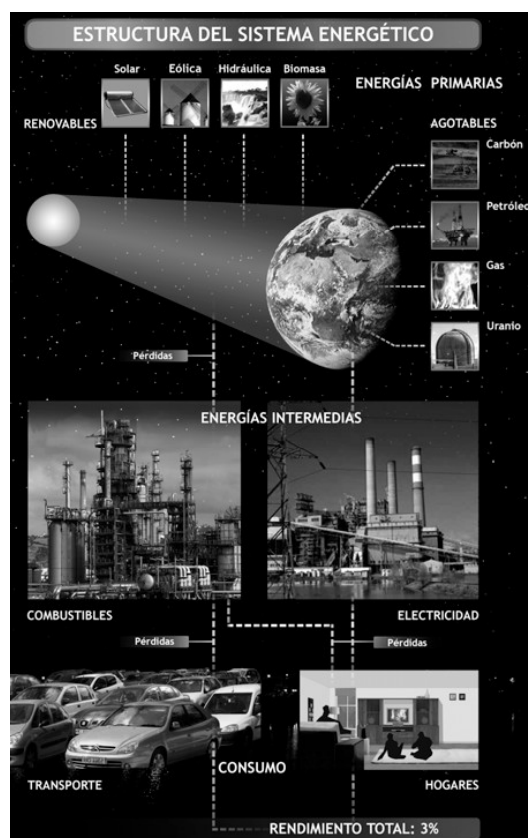 ESTRUCTURA DEL SISTEMA ENERGÉTICO
Solar Eólica Hidráulica Biomasa
ENERGÍAS PRIMARIAS
RENOVABLES
AGOTABLES
Carbón
Petróleo
Gas
Uranio
Pérdidas
ENERGÍAS INTERMEDIAS
COMBUSTIBLES ELECTRICIDAD
Pérdidas Pérdidas
CONSUMO
TRANSPORTE HOGARES
RENDIMIENTO TOTAL: 3%